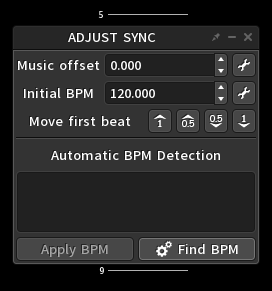 5
ADJUST SYNC
Music offset 0.000
Initial BPM 120.000
Move first beat 1 0.5 0.5 1
Automatic BPM Detection
Apply BPM Find BPM
9